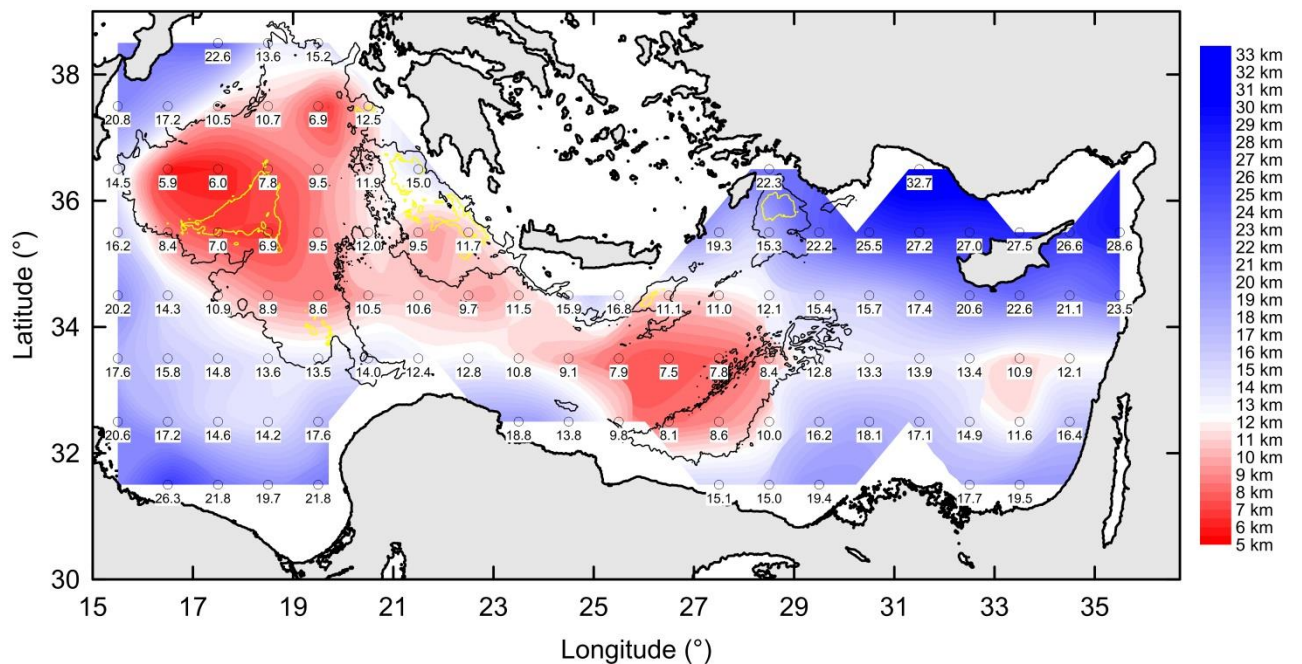 22.6 13.6 15.2
20.8 17.2 10.5 10.7 6.9 12.5
14.5 5.9 6.0 7.8 9.5 11.9 15.0 22.3 32.7
16.2 8.4 7.0 6.9 9.5 12.0 9.5 11.7 19.3 15.3 22.2 25.5 27.2 27.0 27.5 26.6 28.6
20.2 14.3 10.9 8.9 8.6 10.5 10.6 9.7 11.5 15.9 16.8 11.1 11.0 12.1 15.4 15.7 17.4 20.6 22.6 21.1 23.5
17.6 15.8 14.8 13.6 13.5 14.0 12.4 12.8 10.8 9.1 7.9 7.5 7.8 8.4 12.8 13.3 13.9 13.4 10.9 12.1
20.6 17.2 14.6 14.2 17.6 18.8 13.8 9.8 8.1 8.6 10.0 16.2 18.1 17.1 14.9 11.6 16.4
26.3 21.8 19.7 21.8 15.1 15.0 19.4 17.7 19.5
38
36
34
32
30
Latitude (°)
15 17 19 21 23 25 27 29 31 33 35
Longitude (°)
33 km
32 km
31 km
30 km
29 km
28 km
27 km
26 km
25 km
24 km
23 km
22 km
21 km
20 km
19 km
18 km
17 km
16 km
15 km
14 km
13 km
12 km
11 km
10 km
9 km
8 km
7 km
6 km
5 km